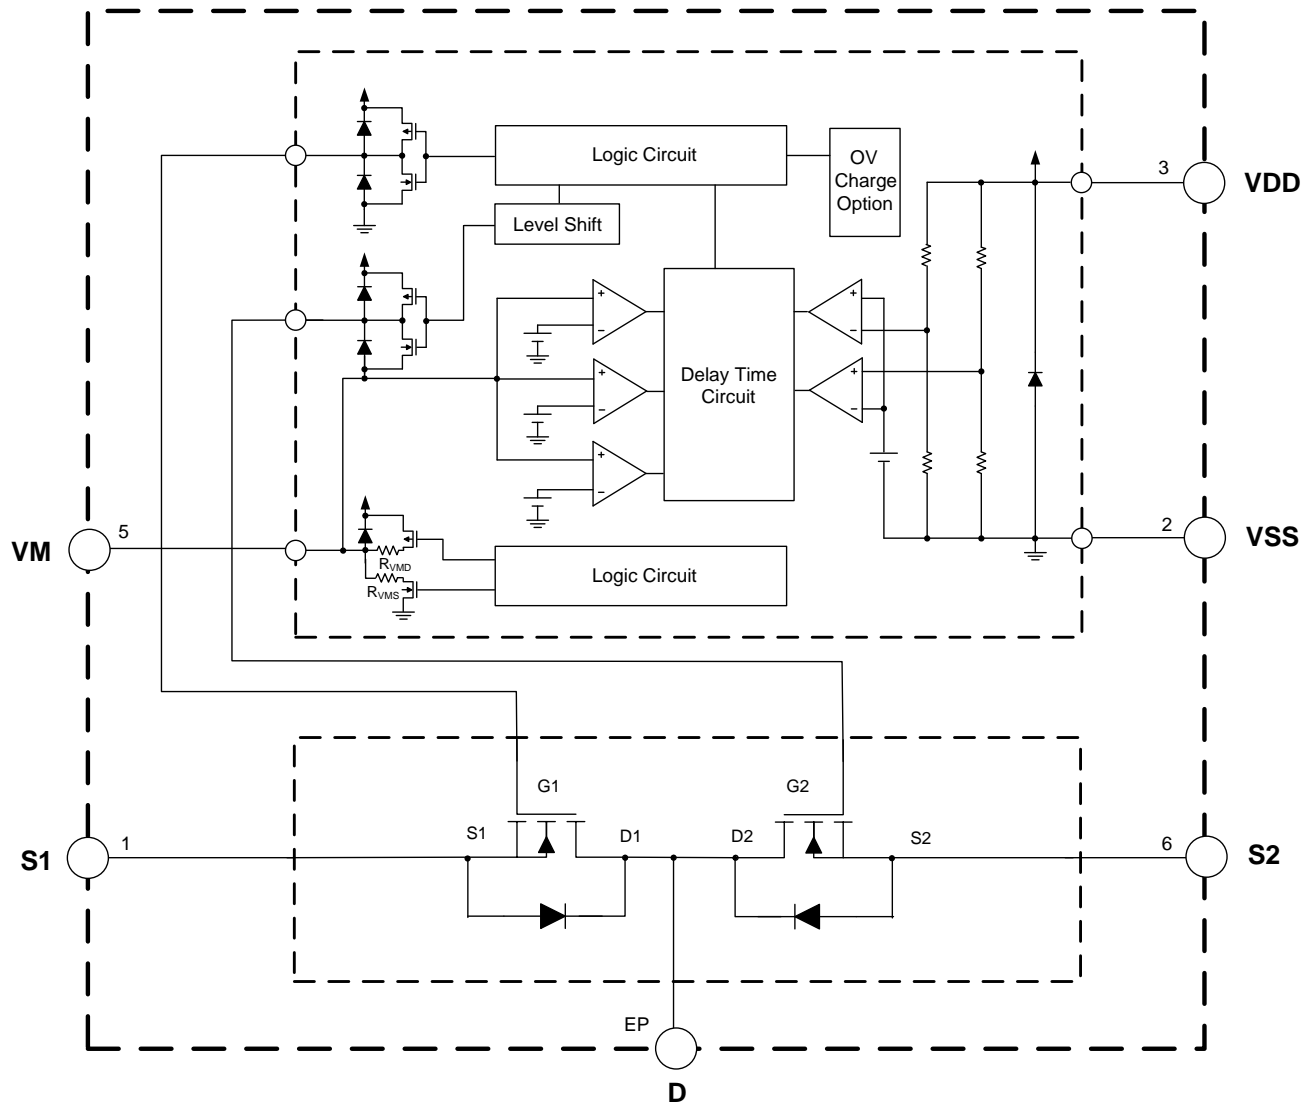 Logic Circuit
OV
Charge
Option
3
VDD
Level Shift
+
−
+
−
Delay Time
Circuit
+
−
+
−
+
−
VM
5
2
VSS
RVMD
RVMS
Logic Circuit
G1
G2
S1
D1
D2
S2
S1
1
6
S2
EP
D